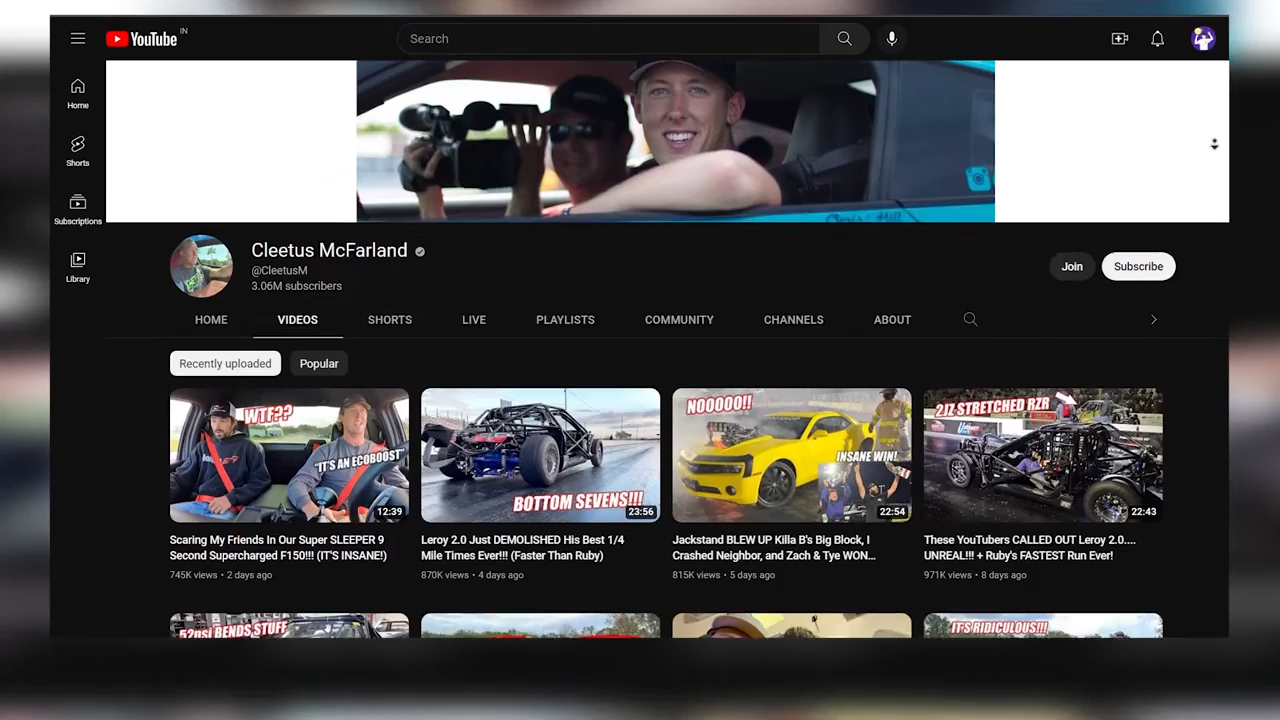 YouTube IN
Search
Home
Shorts
Subscriptions
Library
Cleetus McFarland
@CleetusM
3.06M subscribers
Join
Subscribe
HOME
VIDEOS
SHORTS
LIVE
PLAYLISTS
COMMUNITY
CHANNELS
ABOUT
Recently uploaded
Popular
WTF??
"IT'S AN ECOBOOST"
12:39
BOTTOM SEVENS!!!
23:56
NOOOOO!!
INSANE WIN!
22:54
2JZ STRETCHED RZR
22:43
Scaring My Friends In Our Super SLEEPER 9
Second Supercharged F150!!! (IT'S INSANE!)
745K views • 2 days ago
Leroy 2.0 Just DEMOLISHED His Best 1/4
Mile Times Ever!!! (Faster Than Ruby)
870K views • 4 days ago
Jackstand BLEW UP Killa B's Big Block, I
Crashed Neighbor, and Zach & Tye WON...
815K views • 5 days ago
These YouTubers CALLED OUT Leroy 2.0....
UNREAL!!! + Ruby's FASTEST Run Ever!
971K views • 8 days ago
52psi BENDS STUFF
IT'S RIDICULOUS!!!